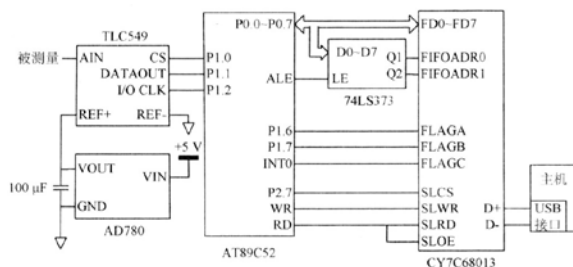 TLC549
被测量
AIN
CS
DATAOUT
I/O CLK
REF+
REF-
P1.0
P1.1
P1.2
P0.0~P0.7
ALE
P1.6
P1.7
INT0
P2.7
WR
RD
AT89C52
+5 V
VOUT
VIN
GND
AD780
100 μF
D0~D7
Q1
Q2
LE
74LS373
FD0~FD7
FIFOADR0
FIFOADR1
FLAGA
FLAGB
FLAGC
SLCS
SLWR
SLRD
SLOE
D+
D-
CY7C68013
主机
USB
接口